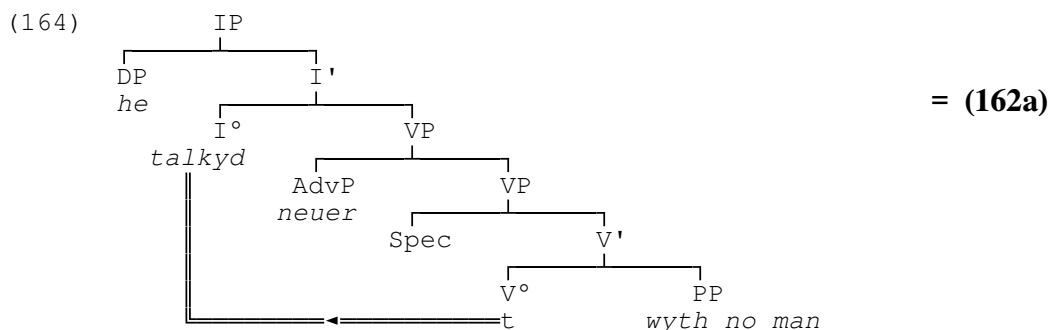 (164) IP
DP I'
he = (162a)
I° VP
talkyd
AdvP VP
neuer
Spec V'
V° PP
t wyth no man